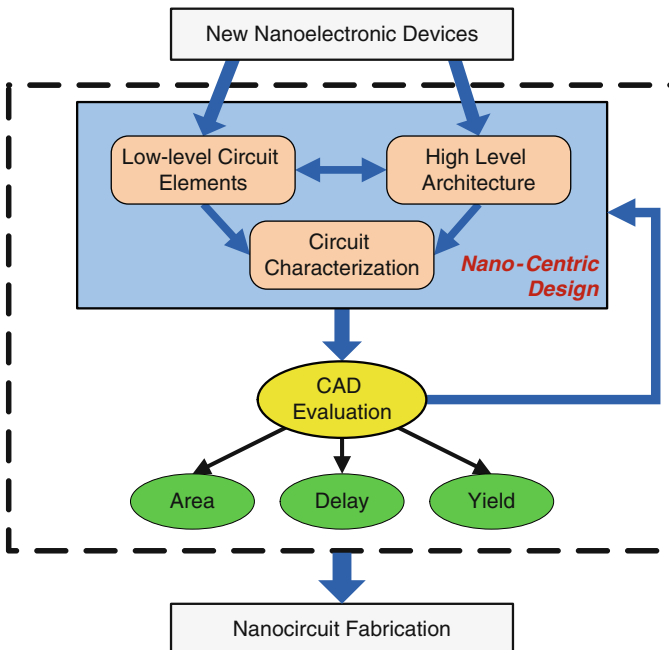 New Nanoelectronic Devices
Low-level Circuit
Elements
High Level
Architecture
Circuit
Characterization
Nano-Centric
Design
CAD
Evaluation
Area
Delay
Yield
Nanocircuit Fabrication